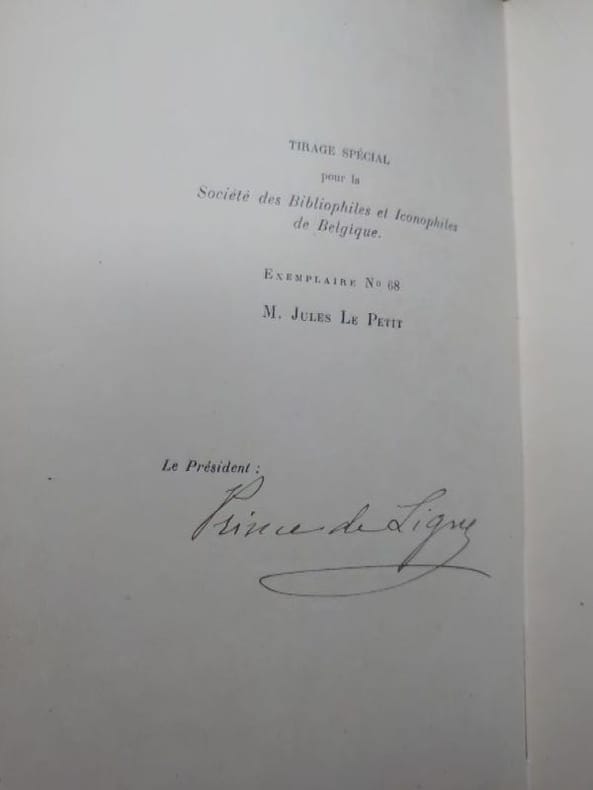 TIRAGE SPÉCIAL
pour la
Société des Bibliophiles et Iconophiles
de Belgique.
EXEMPLAIRE No 68
M. JULES LE PETIT
Le Président :
Prince de Ligne